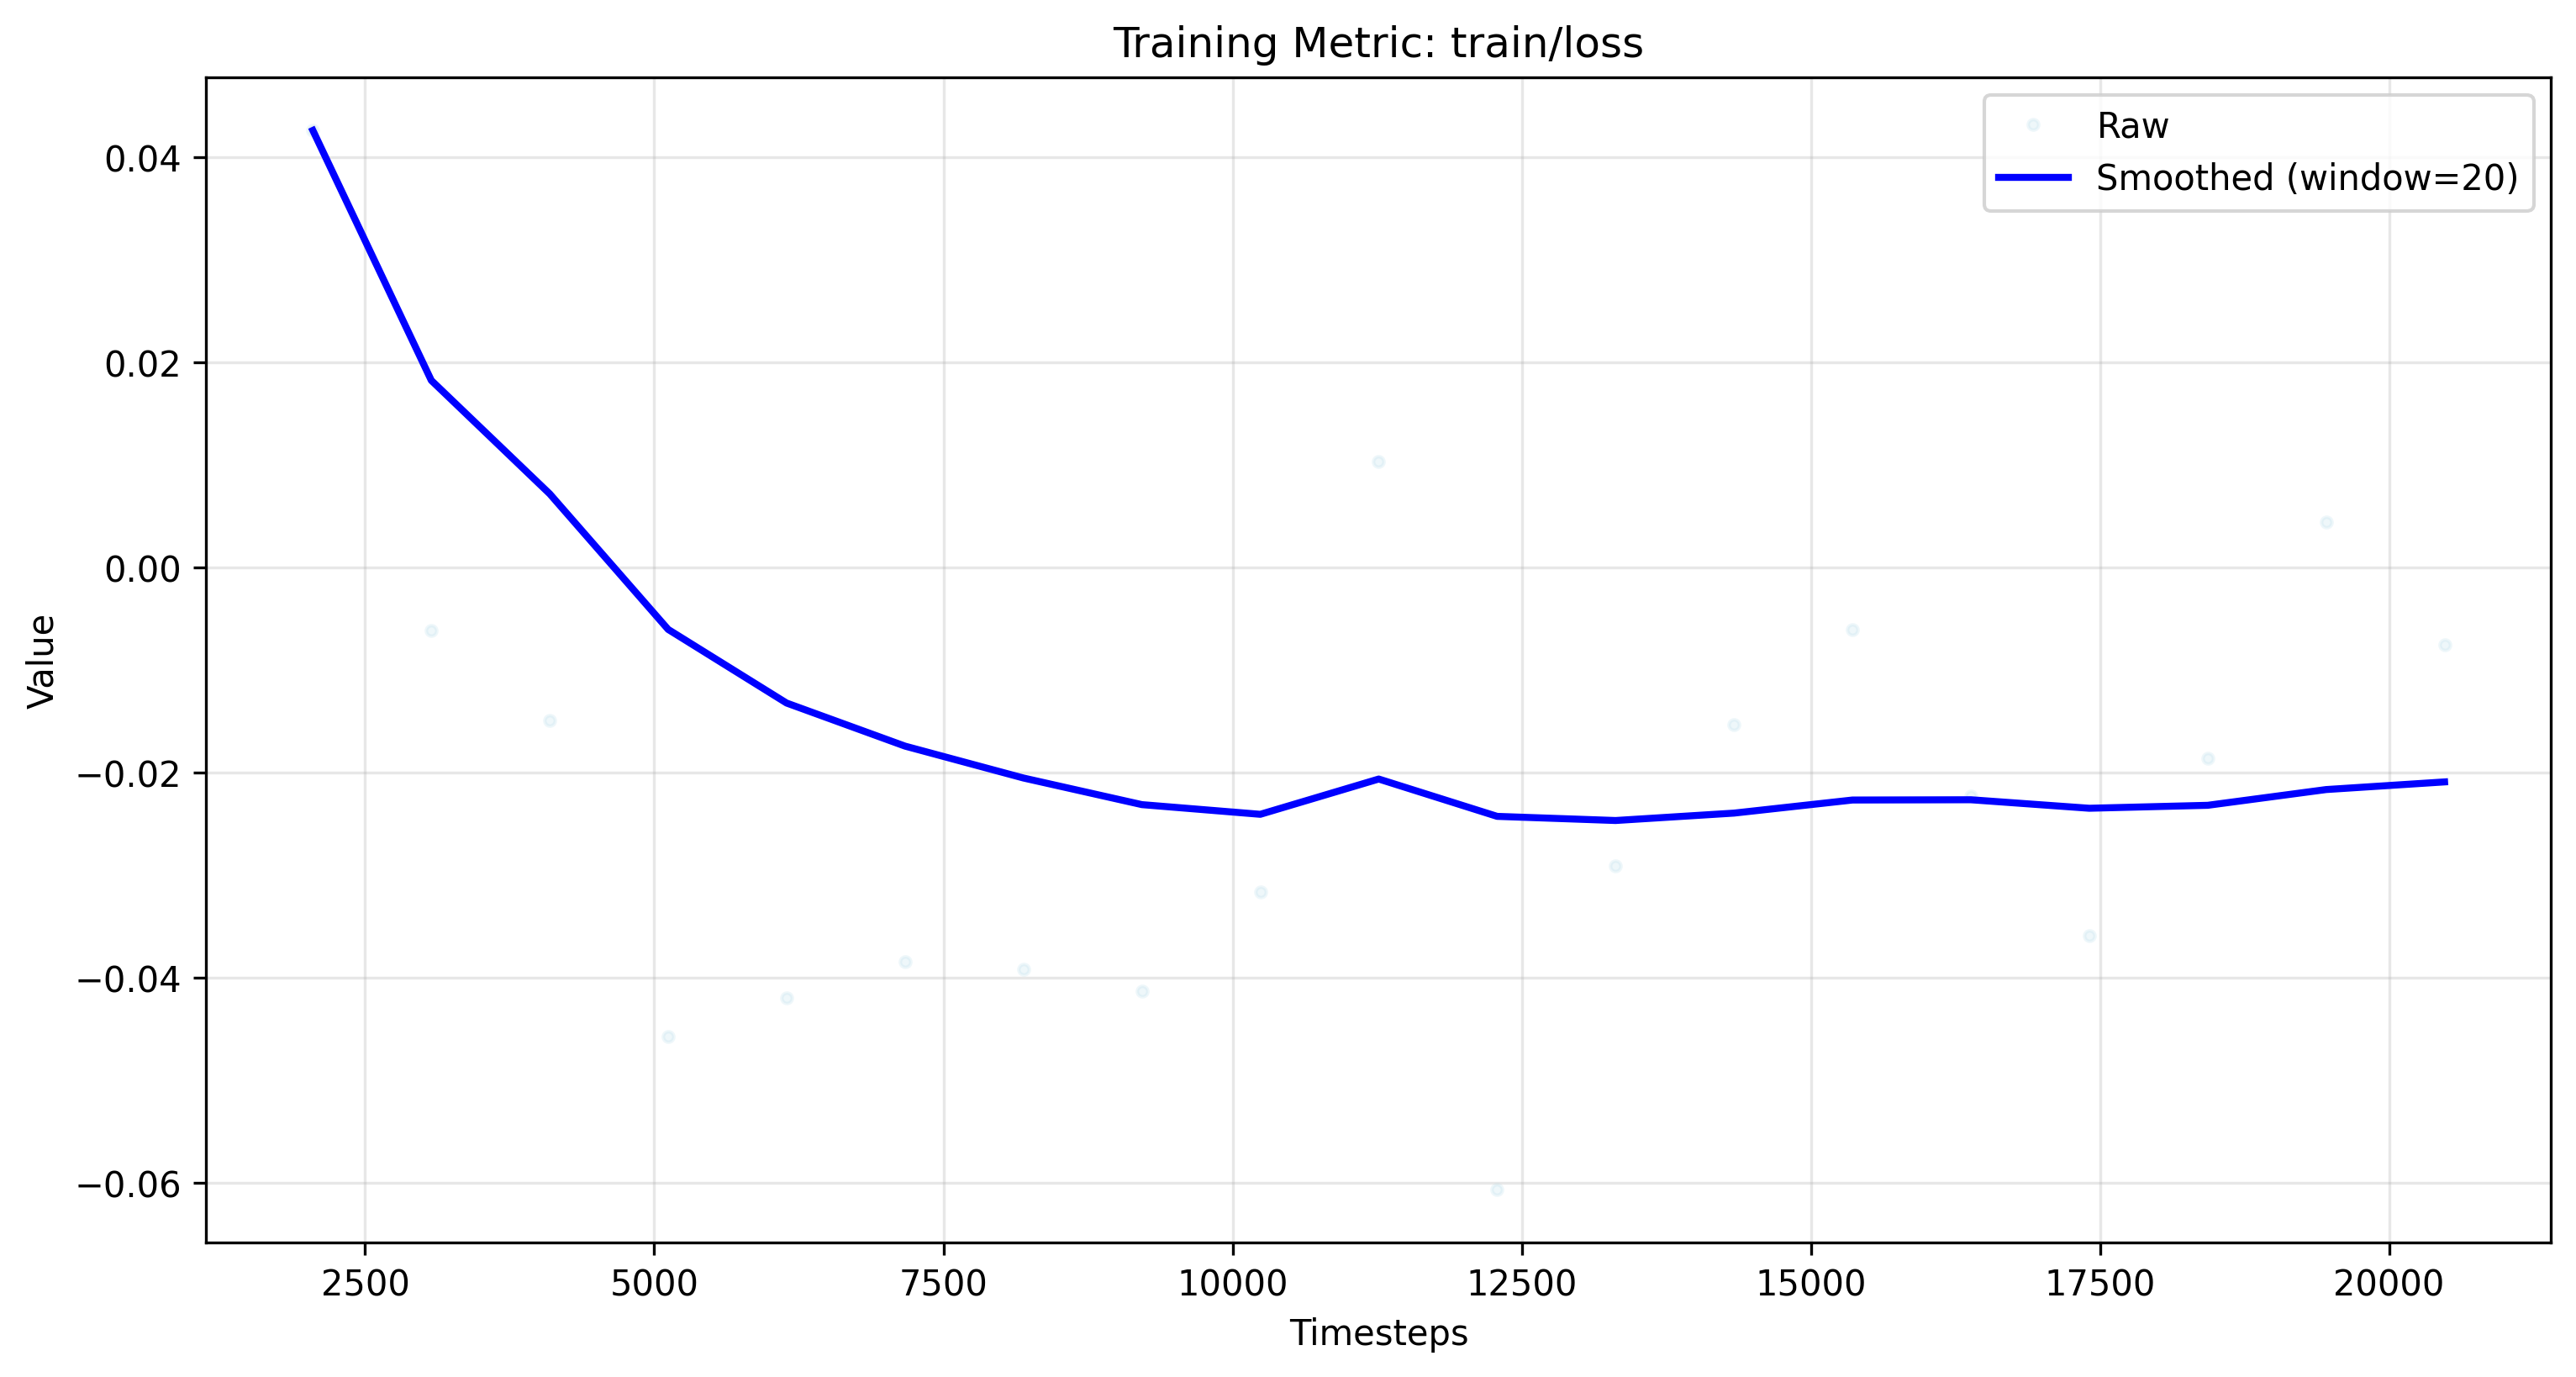 Training Metric: train/loss
Raw
Smoothed (window=20)
0.04
0.02
0.00
−0.02
−0.04
−0.06
Value
2500 5000 7500 10000 12500 15000 17500 20000
Timesteps